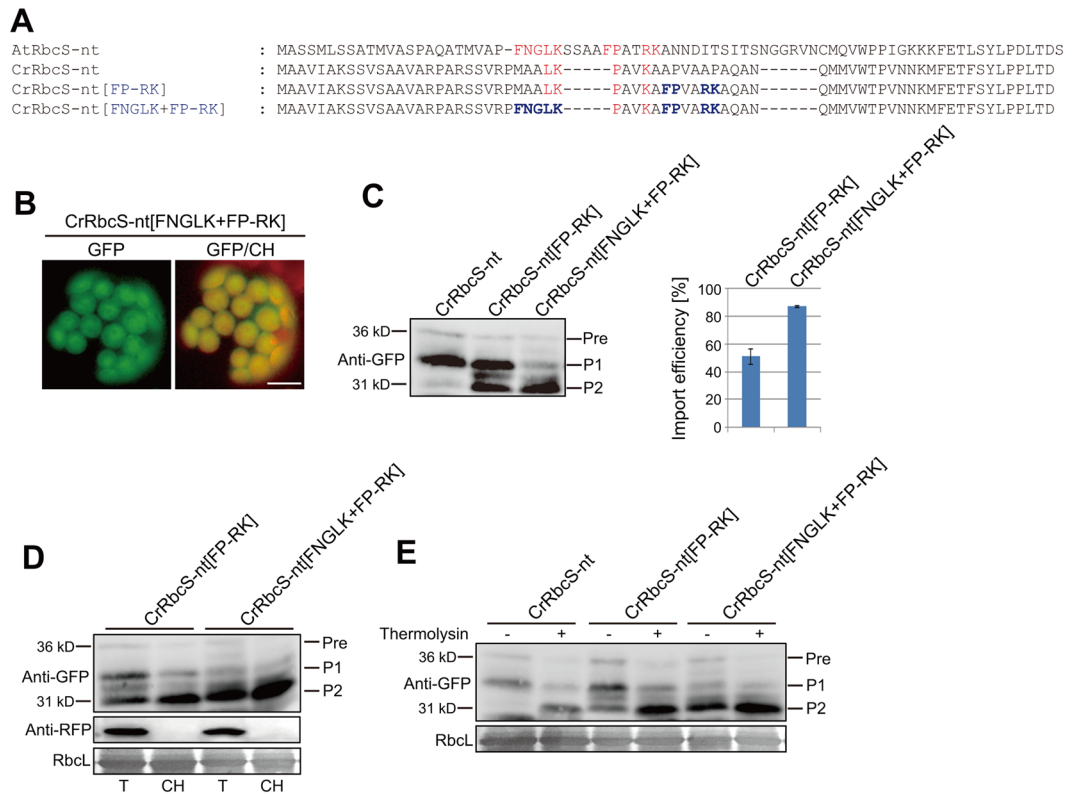 A
AtRbcS-nt : MASSMLSSATMVASPAQATMVAP-FNGLKSSAAFPATRKANNDITSITSNGGRVNCMQVWPPIGKKKFETLSYLPDLTDS
CrRbcS-nt : MAAVIAKSSVSAAVARPARSSVRPMAALK-----PAVKAAPVAAPAQAN------QMMVWTPVNNKMFETFSYLPPLTD
CrRbcS-nt[FP-RK] : MAAVIAKSSVSAAVARPARSSVRPMAALK-----PAVKAFPVARKAQAN------QMMVWTPVNNKMFETFSYLPPLTD
CrRbcS-nt[FNGLK+FP-RK] : MAAVIAKSSVSAAVARPARSSVRPFNGLK-----PAVKAFPVARKAQAN------QMMVWTPVNNKMFETFSYLPPLTD
B
CrRbcS-nt[FNGLK+FP-RK]
GFP GFP/CH
C
CrRbcS-nt
CrRbcS-nt[FP-RK]
CrRbcS-nt[FNGLK+FP-RK]
36 kD
Anti-GFP
31 kD
Pre
P1
P2
CrRbcS-nt[FP-RK]
CrRbcS-nt[FNGLK+FP-RK]
Import efficiency [%]
100
80
60
40
20
0
D
CrRbcS-nt[FP-RK]
CrRbcS-nt[FNGLK+FP-RK]
36 kD
Anti-GFP
31 kD
Pre
P1
P2
Anti-RFP
RbcL
T CH T CH
E
CrRbcS-nt
CrRbcS-nt[FP-RK]
CrRbcS-nt[FNGLK+FP-RK]
Thermolysin - + - + - +
36 kD
Anti-GFP
31 kD
Pre
P1
P2
RbcL